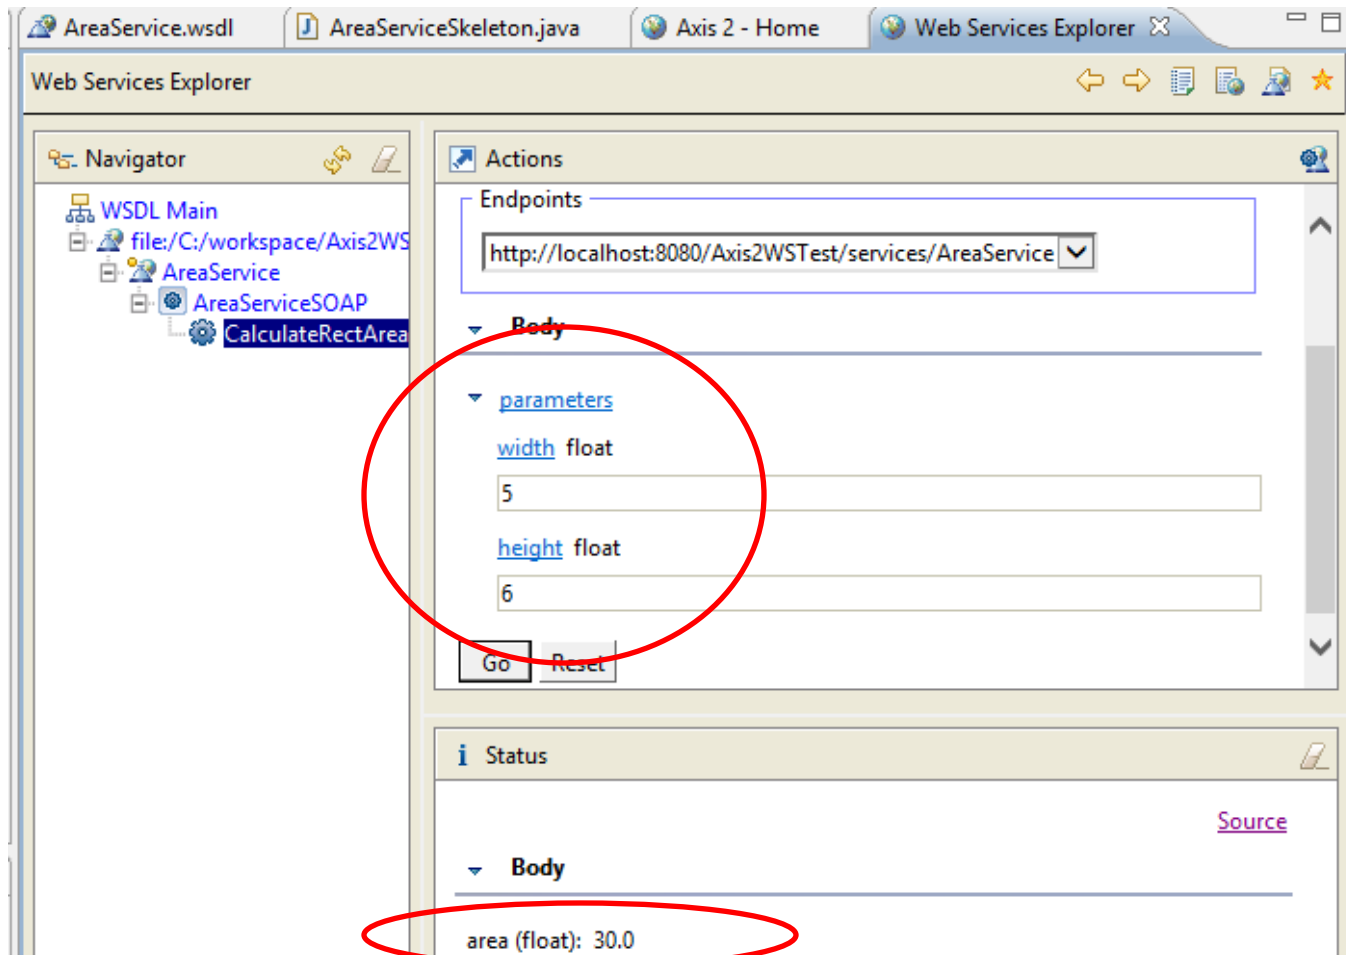 AreaService.wsdl AreaServiceSkeleton.java Axis 2 - Home Web Services Explorer
Web Services Explorer
Navigator
WSDL Main
file:/C:/workspace/Axis2WS
AreaService
AreaServiceSOAP
CalculateRectArea
Actions
Endpoints
http://localhost:8080/Axis2WSTest/services/AreaService
Body
parameters
width float
5
height float
6
Go Reset
i Status
Source
Body
area (float): 30.0